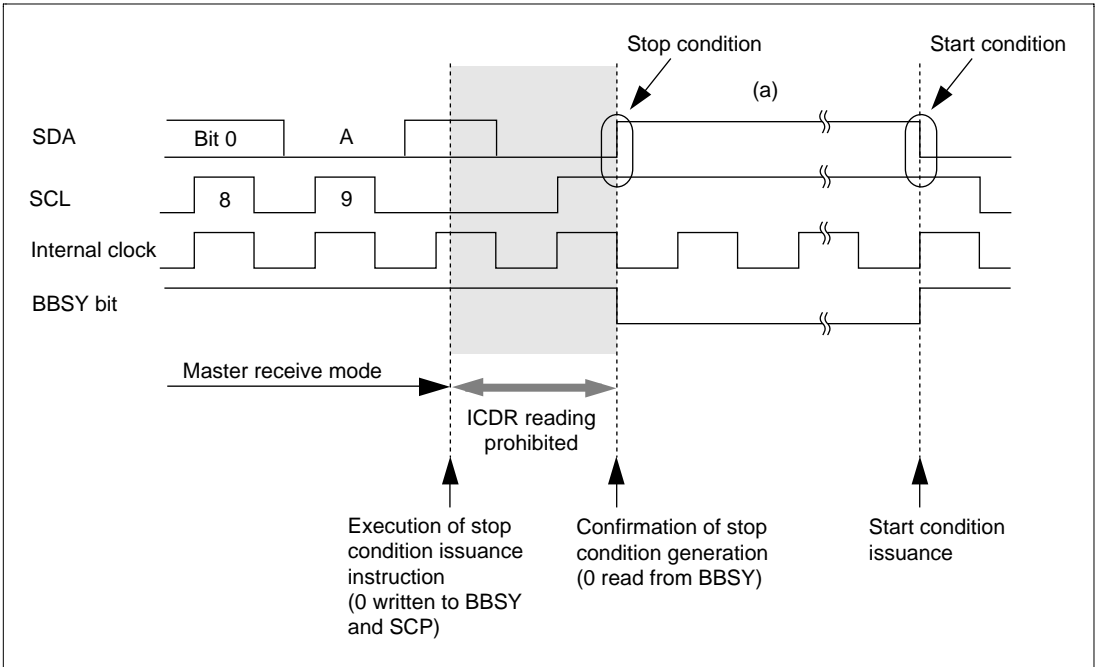 Stop condition
Start condition
(a)
SDA
Bit 0
A
SCL
8
9
Internal clock
BBSY bit
Master receive mode
ICDR reading
prohibited
Execution of stop
condition issuance
instruction
(0 written to BBSY
and SCP)
Confirmation of stop
condition generation
(0 read from BBSY)
Start condition
issuance